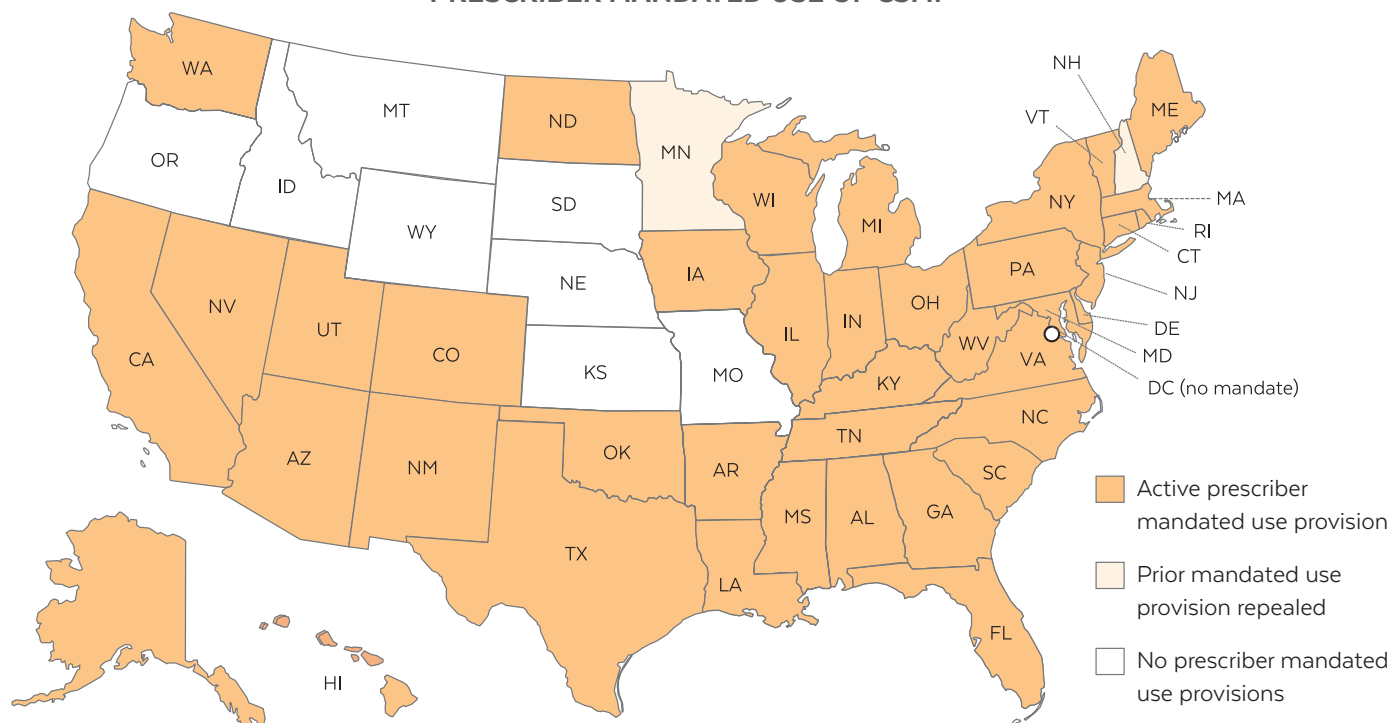 WA
MT
ND
MN
OR
ID
WY
SD
NE
WI
MI
IA
NV
UT
CO
CA
AZ
NM
KS
MO
IL
IN
OH
KY
WV
VA
PA
NY
NH
VT
ME
MA
RI
CT
NJ
DE
MD
DC (no mandate)
NC
TN
SC
OK
AR
MS
AL
GA
TX
LA
FL
HI
Active prescriber
mandated use provision
Prior mandated use
provision repealed
No prescriber mandated
use provisions